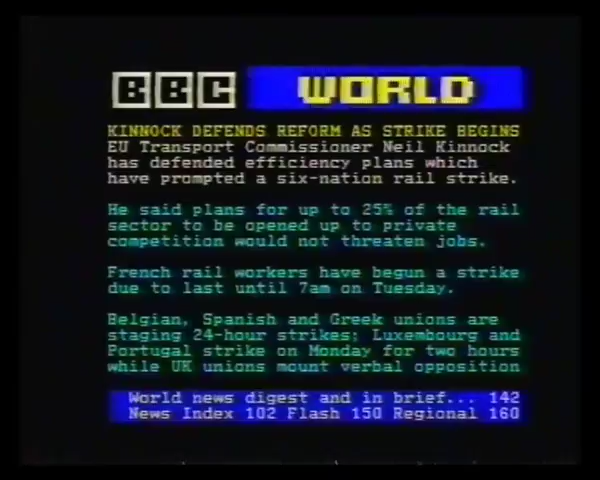 BBC WORLD
KINNOCK DEFENDS REFORM AS STRIKE BEGINS
EU Transport Commissioner Neil Kinnock
has defended efficiency plans which
have prompted a six-nation rail strike.
He said plans for up to 25% of the rail
sector to be opened up to private
competition would not threaten jobs.
French rail workers have begun a strike
due to last until 7am on Tuesday.
Belgian, Spanish and Greek unions are
staging 24-hour strikes; Luxembourg and
Portugal strike on Monday for two hours
while UK unions mount verbal opposition
World news digest and in brief... 142
News Index 102 Flash 150 Regional 160